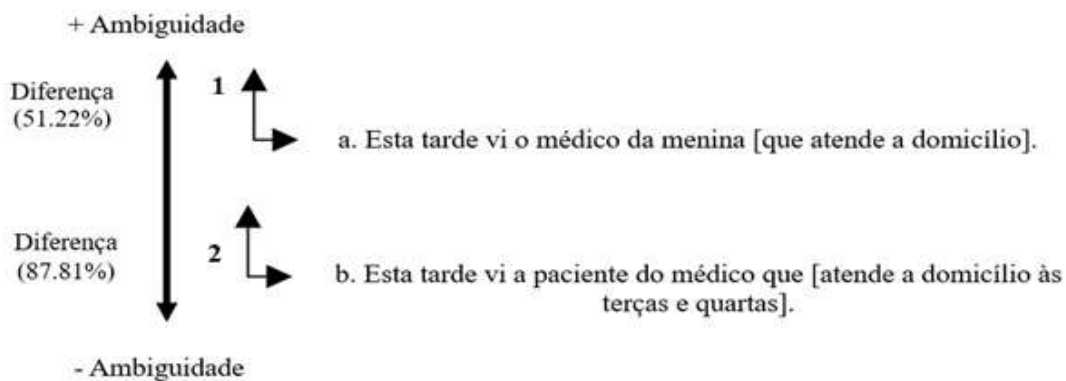 + Ambiguidade
Diferença
(51.22%)
1
a. Esta tarde vi o médico da menina [que atende a domicílio].
Diferença
(87.81%)
2
b. Esta tarde vi a paciente do médico que [atende a domicílio às
terças e quartas].
- Ambiguidade